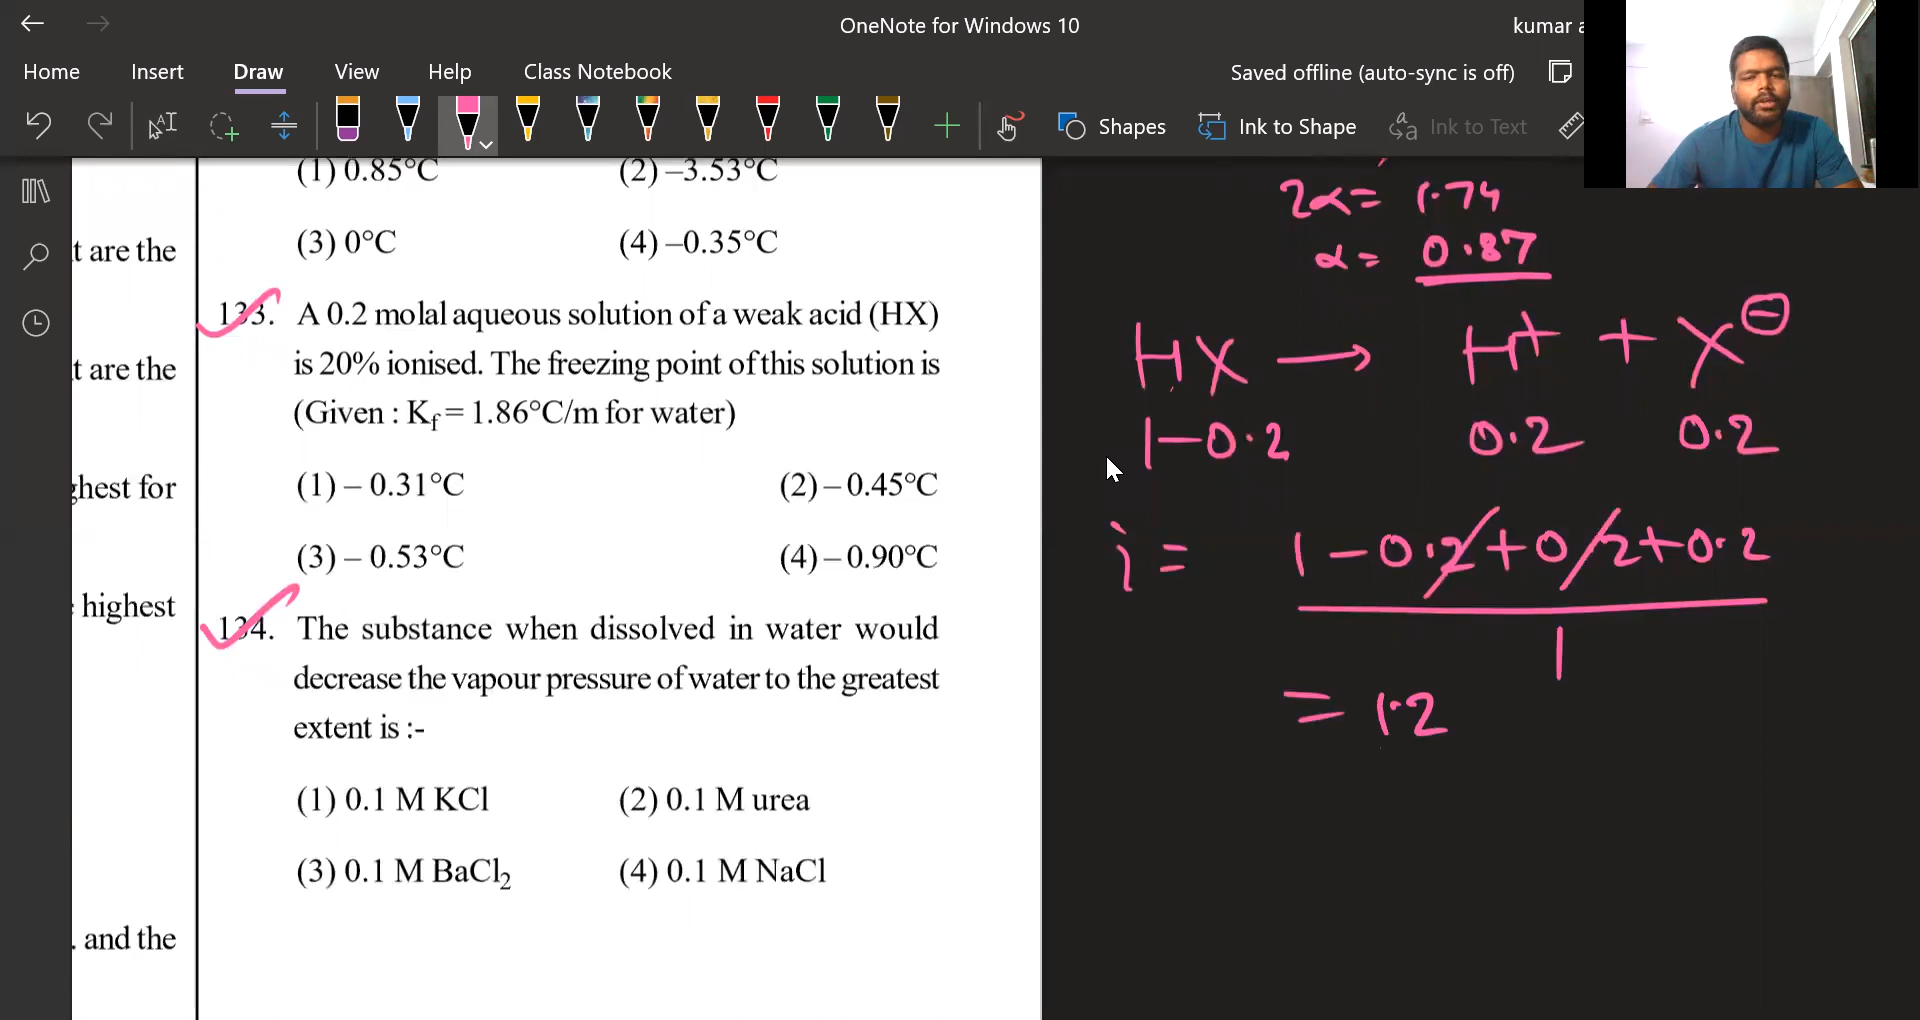 OneNote for Windows 10
kumar a
Home Insert Draw View Help Class Notebook
Saved offline (auto-sync is off)
Shapes Ink to Shape Ink to Text
t are the
t are the
ghest for
highest
. and the
(1) 0.85°C (2) –3.53°C
(3) 0°C (4) –0.35°C
133. A 0.2 molal aqueous solution of a weak acid (HX)
is 20% ionised. The freezing point of this solution is
(Given : Kf = 1.86°C/m for water)
(1) – 0.31°C (2) – 0.45°C
(3) – 0.53°C (4) – 0.90°C
134. The substance when dissolved in water would
decrease the vapour pressure of water to the greatest
extent is :-
(1) 0.1 M KCl (2) 0.1 M urea
(3) 0.1 M BaCl₂ (4) 0.1 M NaCl
2α = 1.74
α = 0.87
HX → H⁺ + X⊖
1–0.2 0.2 0.2
i = 1 – 0.2 + 0.2 + 0.2
1
= 1.2